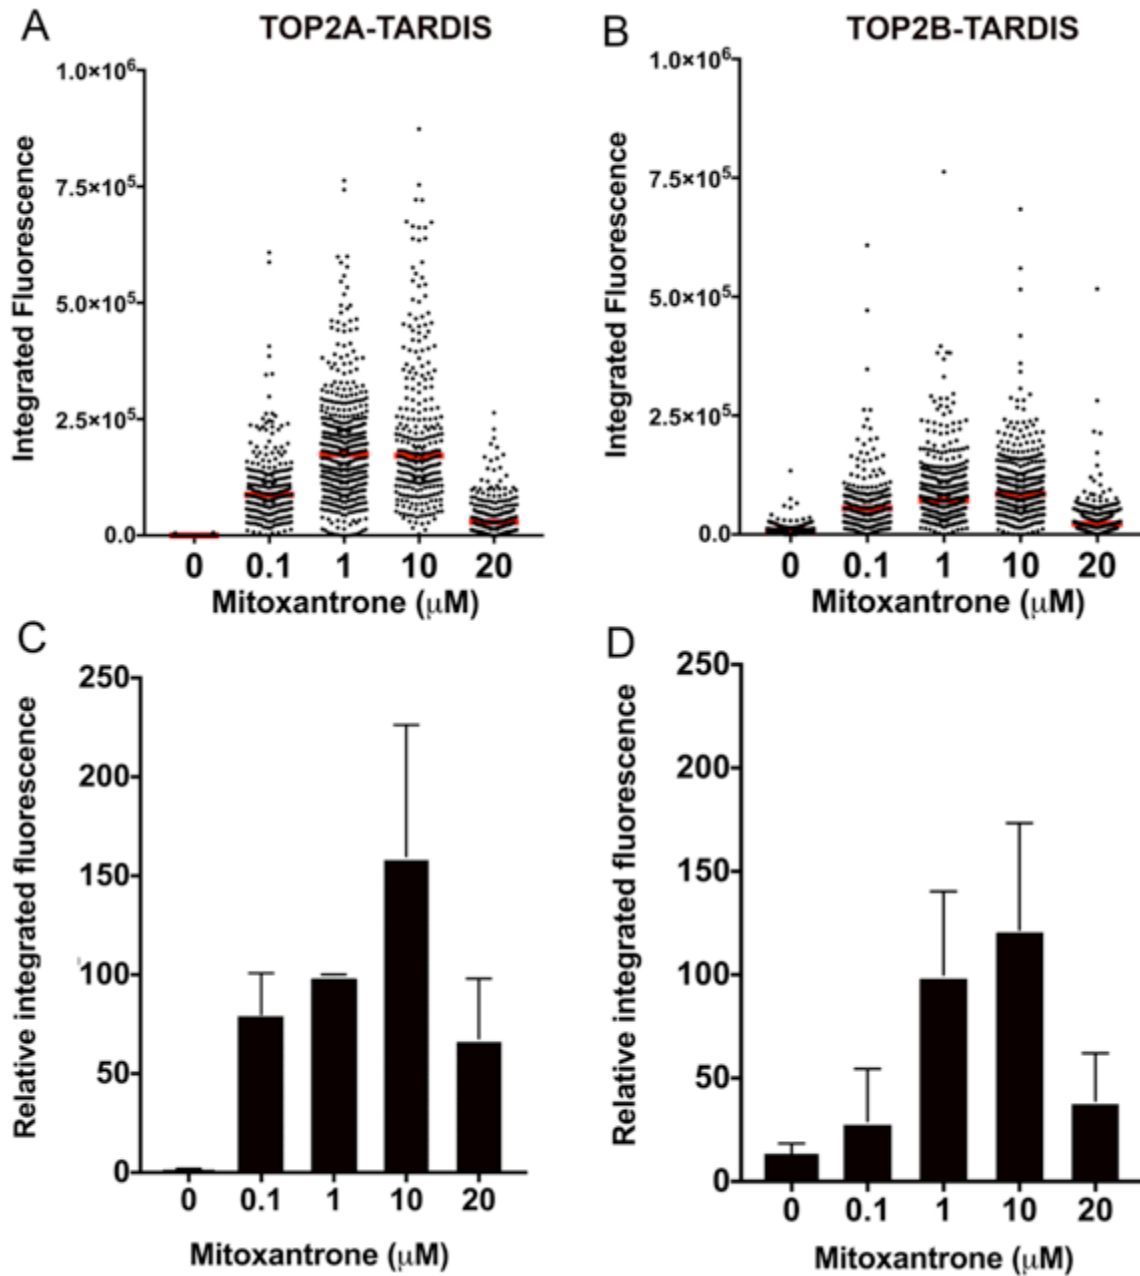 A
TOP2A-TARDIS
Integrated Fluorescence
1.0×10⁶
7.5×10⁵
5.0×10⁵
2.5×10⁵
0.0
0 0.1 1 10 20
Mitoxantrone (μM)
B
TOP2B-TARDIS
Integrated Fluorescence
1.0×10⁶
7.5×10⁵
5.0×10⁵
2.5×10⁵
0.0
0 0.1 1 10 20
Mitoxantrone (μM)
C
Relative integrated fluorescence
250
200
150
100
50
0
0 0.1 1 10 20
Mitoxantrone (μM)
D
Relative integrated fluorescence
250
200
150
100
50
0
0 0.1 1 10 20
Mitoxantrone (μM)